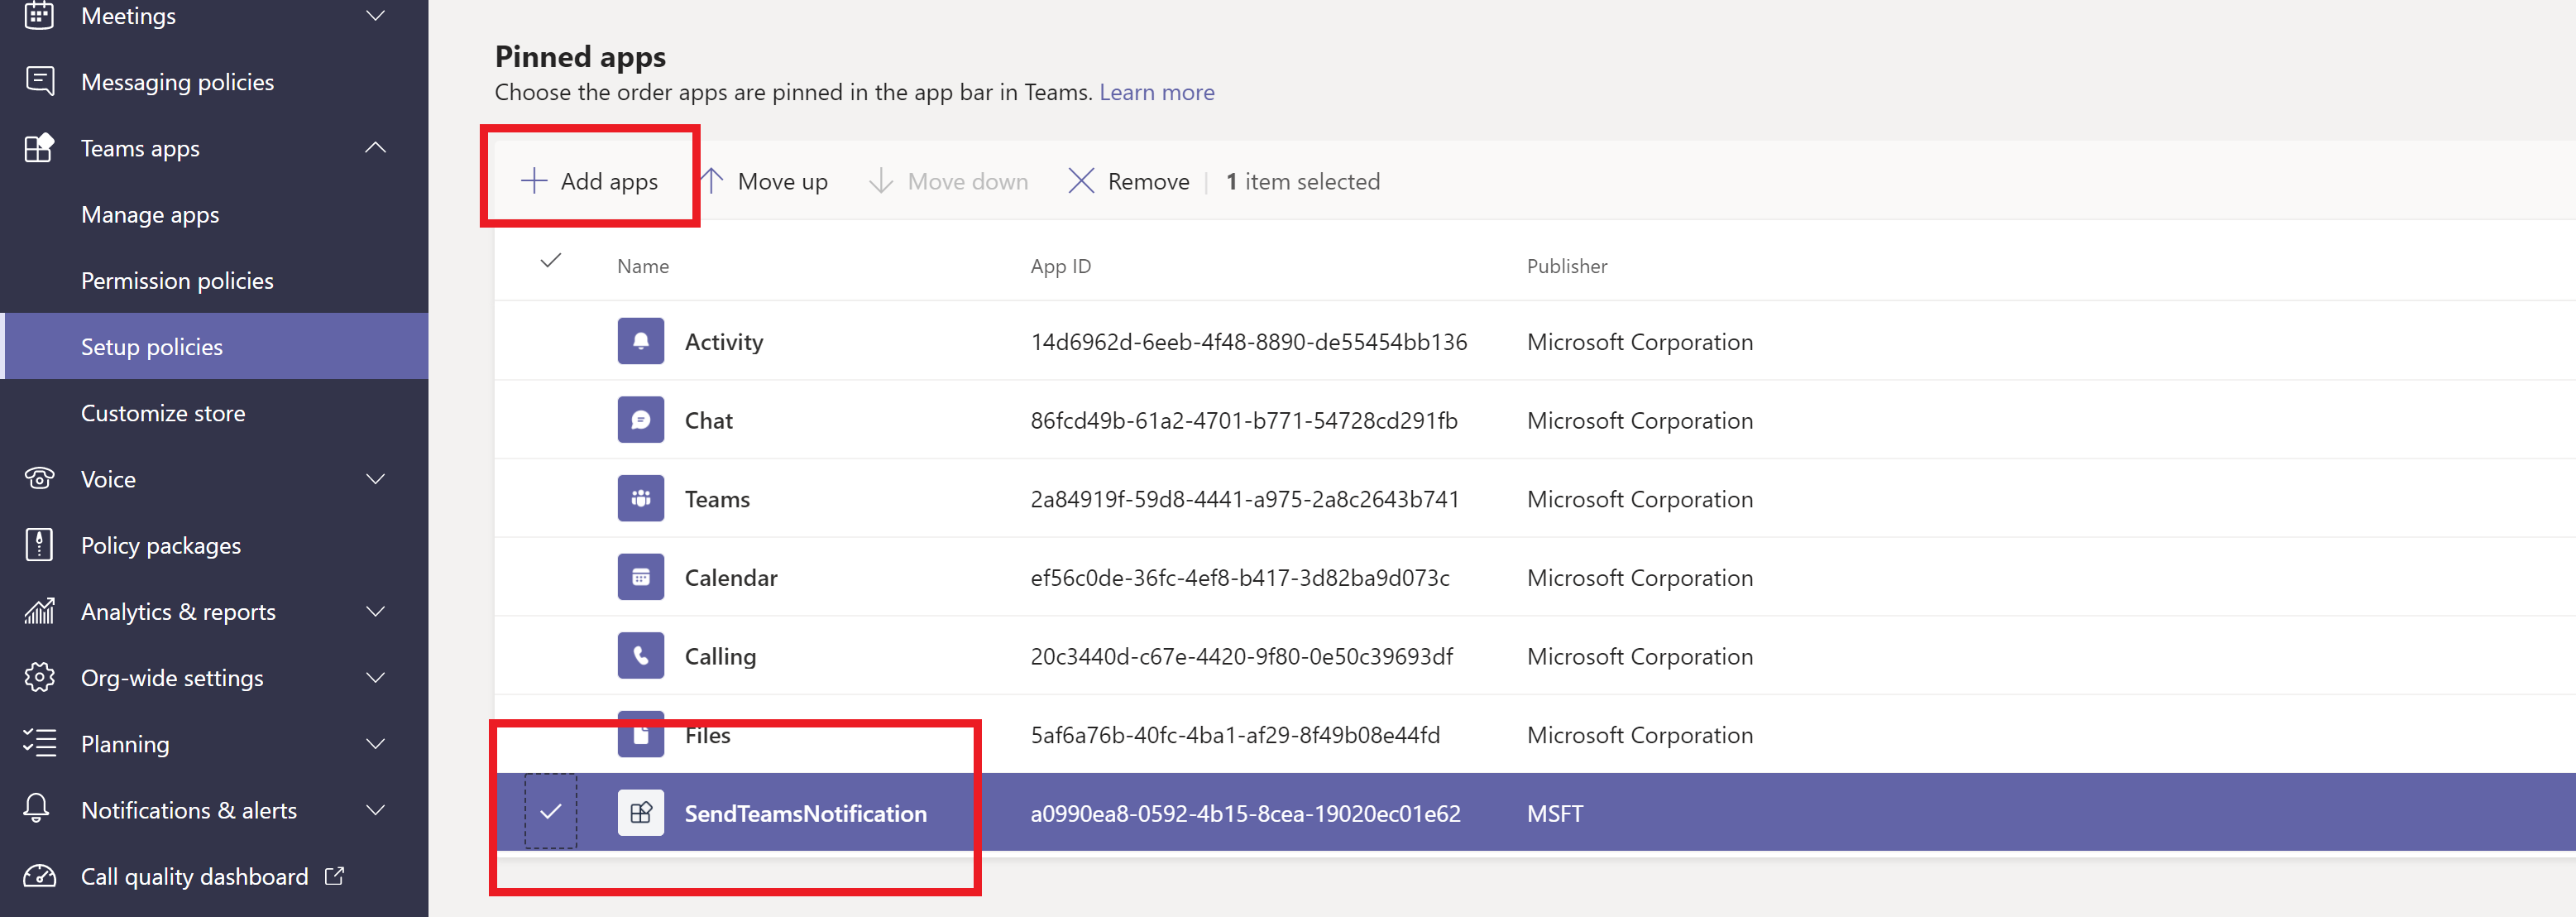 Meetings
Messaging policies
Teams apps
Manage apps
Permission policies
Setup policies
Customize store
Voice
Policy packages
Analytics & reports
Org-wide settings
Planning
Notifications & alerts
Call quality dashboard
Pinned apps
Choose the order apps are pinned in the app bar in Teams. Learn more
Add apps Move up Move down Remove | 1 item selected
Name App ID Publisher
Activity 14d6962d-6eeb-4f48-8890-de55454bb136 Microsoft Corporation
Chat 86fcd49b-61a2-4701-b771-54728cd291fb Microsoft Corporation
Teams 2a84919f-59d8-4441-a975-2a8c2643b741 Microsoft Corporation
Calendar ef56c0de-36fc-4ef8-b417-3d82ba9d073c Microsoft Corporation
Calling 20c3440d-c67e-4420-9f80-0e50c39693df Microsoft Corporation
Files 5af6a76b-40fc-4ba1-af29-8f49b08e44fd Microsoft Corporation
SendTeamsNotification a0990ea8-0592-4b15-8cea-19020ec01e62 MSFT